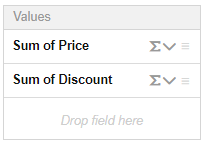 Values
Sum of Price
Sum of Discount
Drop field here